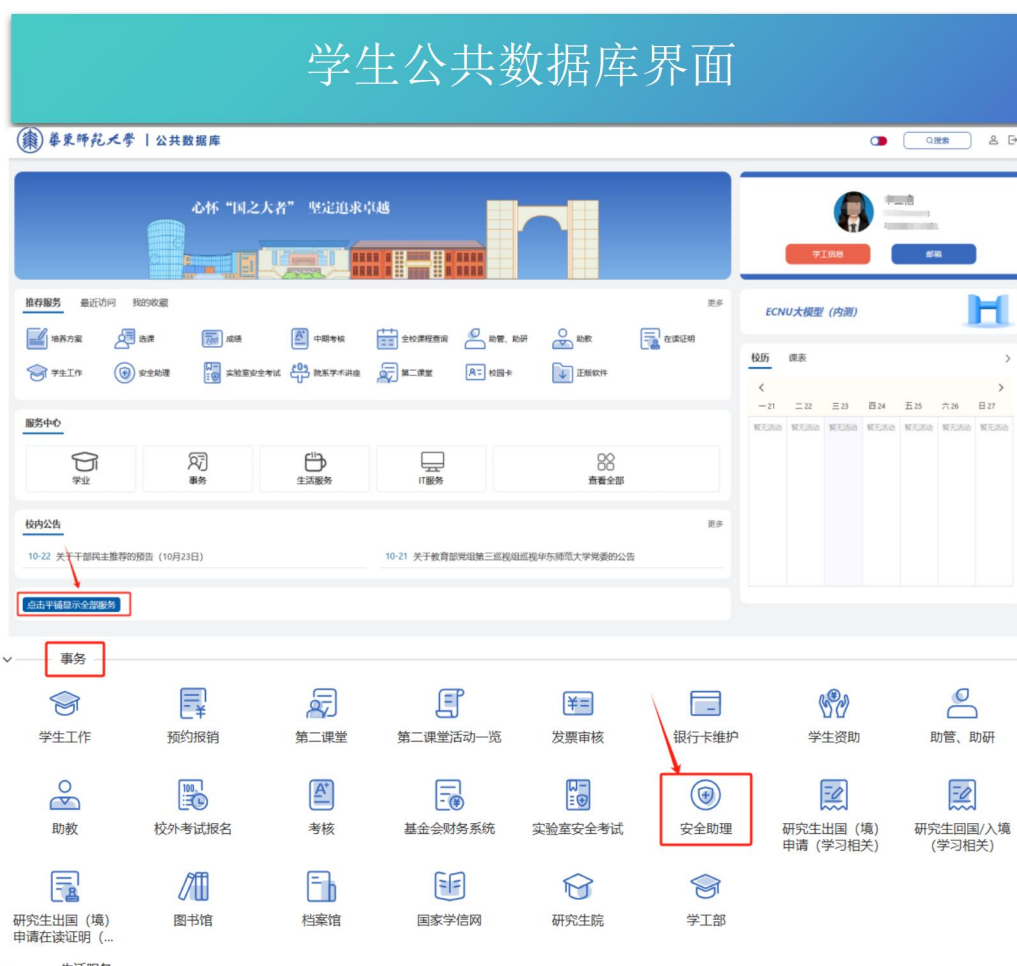 学生公共数据库界面
華東師範大學 | 公共数据库
搜索
心怀“国之大者” 坚定追求卓越
学工信息 邮箱
推荐服务 最近访问 我的收藏 更多
培养方案 选课 成绩 中期考核 全校课程查询 助管、助研 助教 在读证明
学生工作 安全助理 实验室安全考试 院系学术讲座 第二课堂 校园卡 正版软件
ECNU大模型（内测）
校历 课表
一21 二22 三23 四24 五25 六26 日27
暂无活动 暂无活动 暂无活动 暂无活动 暂无活动 暂无活动 暂无活动
服务中心
学业 事务 生活服务 IT服务 查看全部
校内公告 更多
10-22 关于干部民主推荐的预告（10月23日） 10-21 关于教育部党组第三巡视组巡视华东师范大学党委的公告
点击平铺显示全部服务
事务
学生工作 预约报销 第二课堂 第二课堂活动一览 发票审核 银行卡维护 学生资助 助管、助研
助教 校外考试报名 考核 基金会财务系统 实验室安全考试 安全助理 研究生出国（境） 研究生回国/入境
申请（学习相关） （学习相关）
研究生出国（境） 图书馆 档案馆 国家学信网 研究生院 学工部
申请在读证明（...